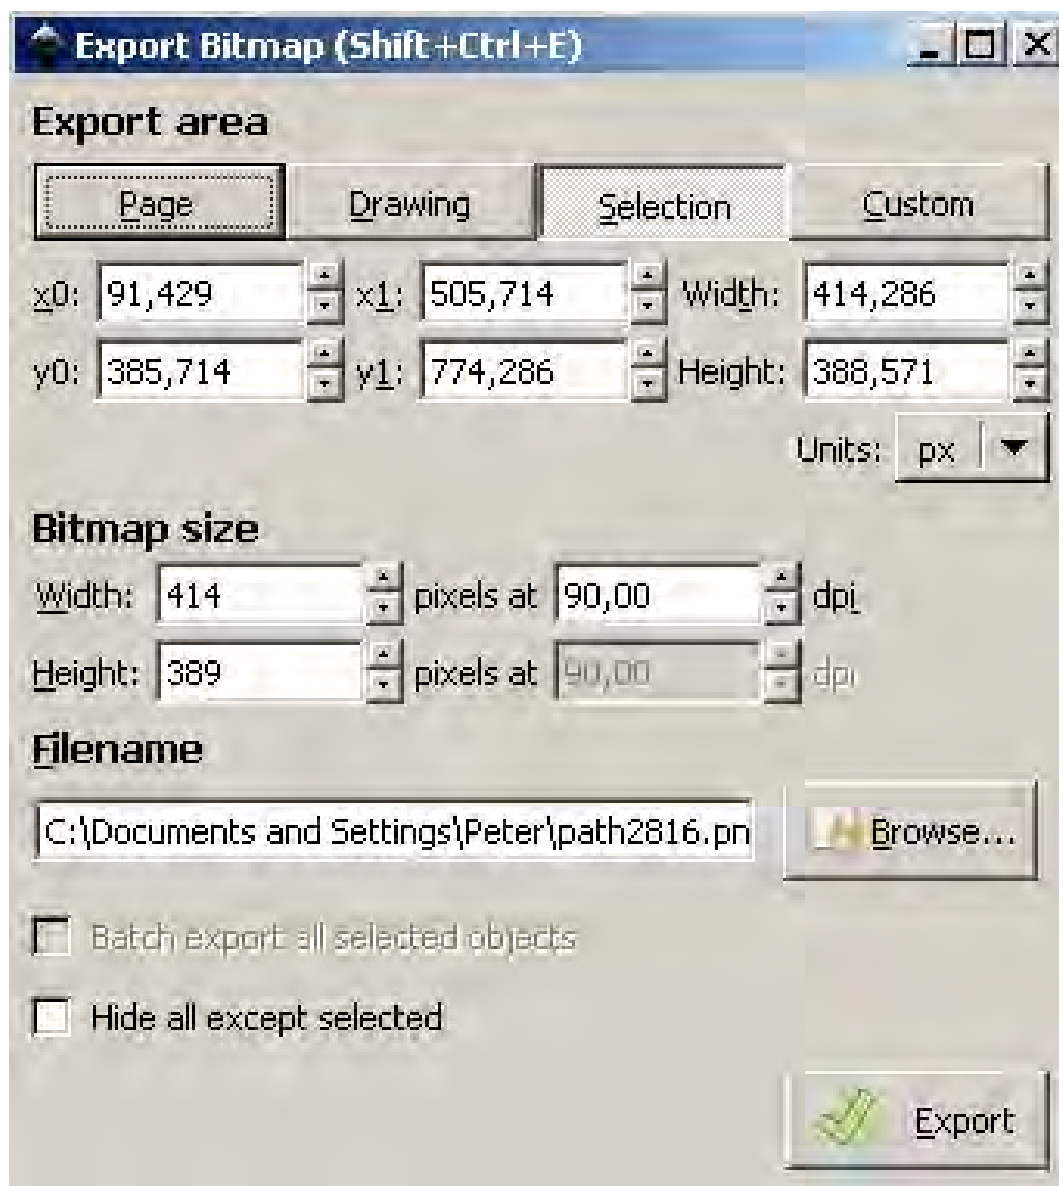 Export Bitmap (Shift+Ctrl+E)
Export area
Page Drawing Selection Custom
x0: 91,429 x1: 505,714 Width: 414,286
y0: 385,714 y1: 774,286 Height: 388,571
Units: px
Bitmap size
Width: 414 pixels at 90,00 dpi
Height: 389 pixels at 90,00 dpi
Filename
C:\Documents and Settings\Peter\path2816.pn Browse...
Batch export all selected objects
Hide all except selected
Export